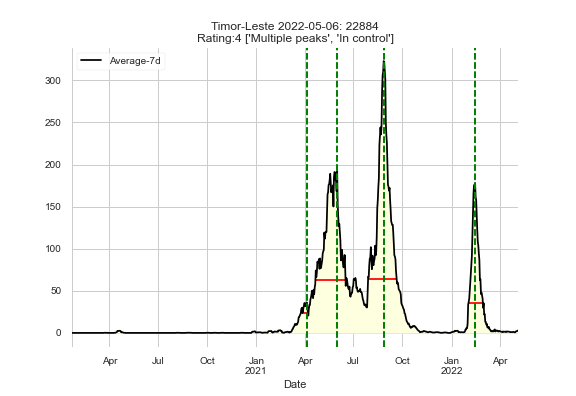 Timor-Leste 2022-05-06: 22884
Rating:4 ['Multiple peaks', 'In control']
Average-7d
300
250
200
150
100
50
0
Apr Jul Oct Jan Apr Jul Oct Jan Apr
2021 2022
Date